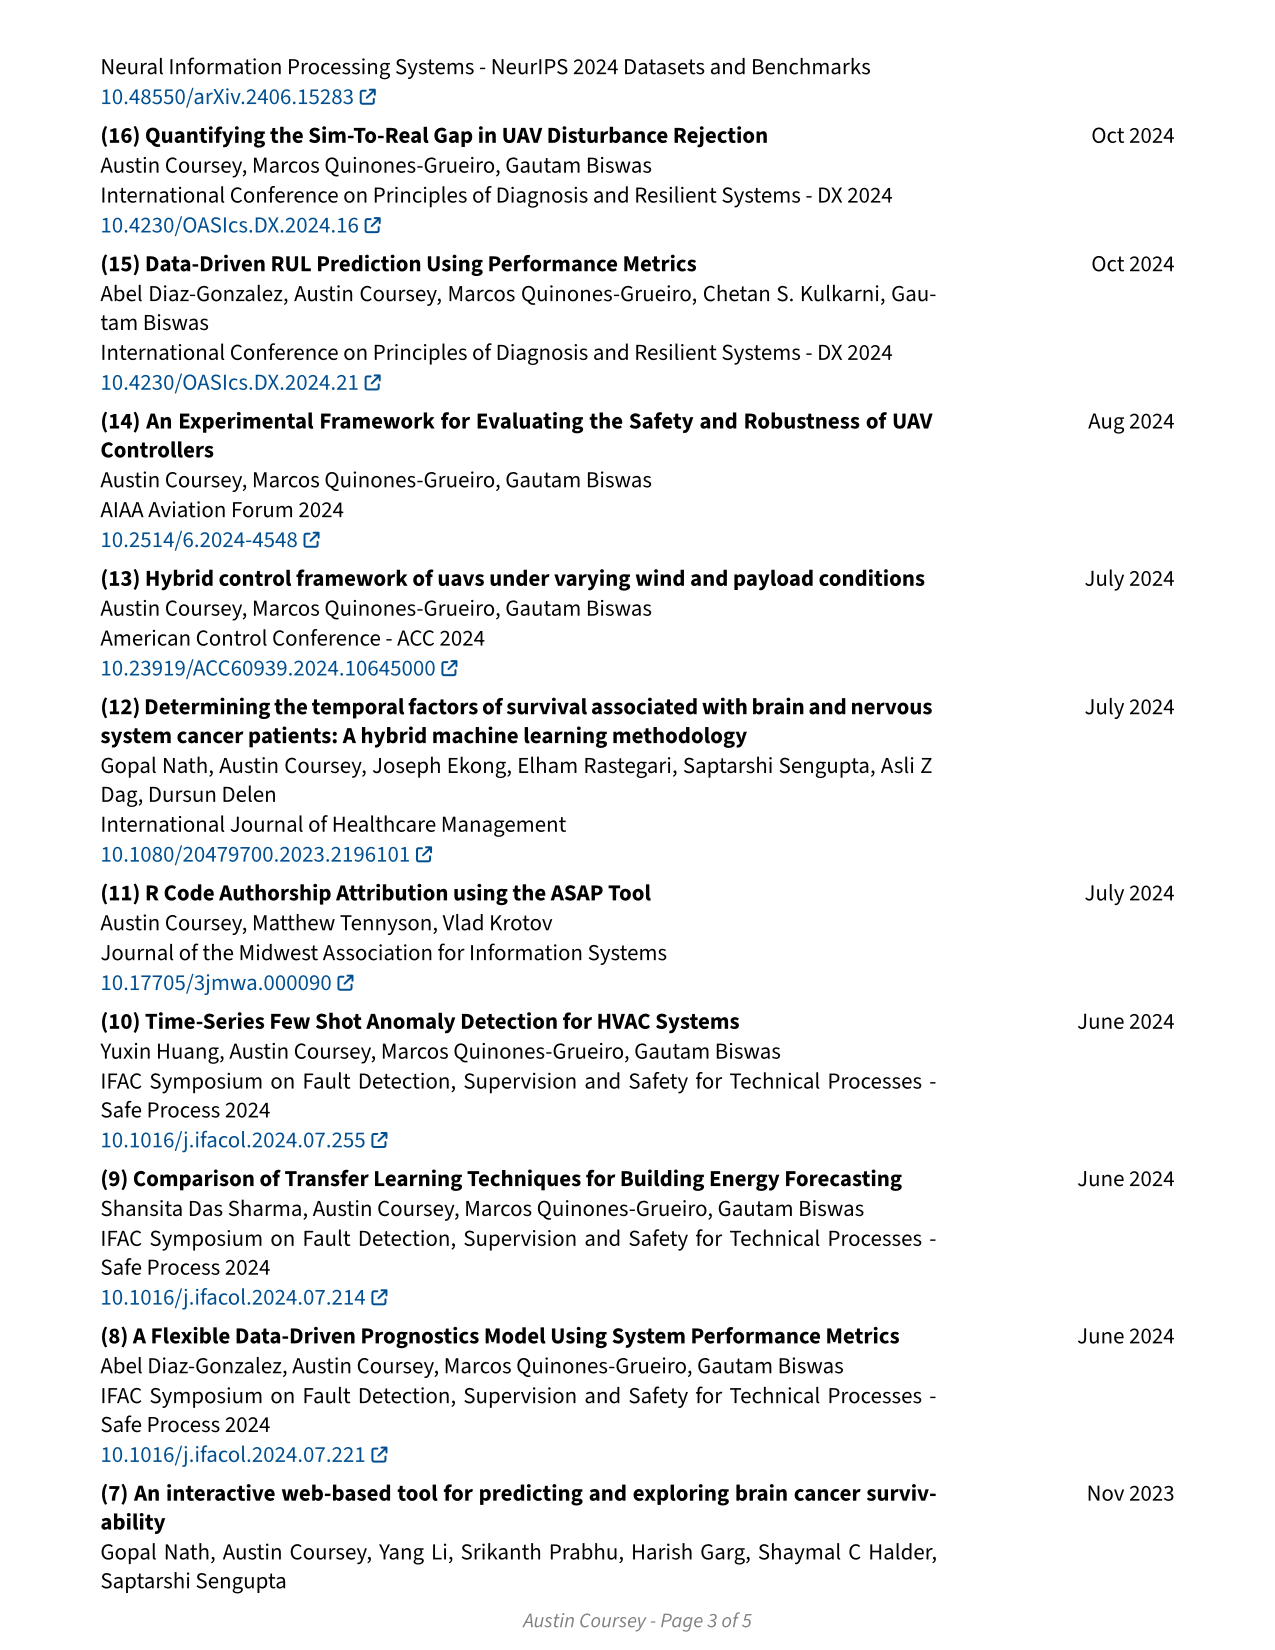 Neural Information Processing Systems - NeurIPS 2024 Datasets and Benchmarks
10.48550/arXiv.2406.15283
(16) Quantifying the Sim-To-Real Gap in UAV Disturbance Rejection Oct 2024
Austin Coursey, Marcos Quinones-Grueiro, Gautam Biswas
International Conference on Principles of Diagnosis and Resilient Systems - DX 2024
10.4230/OASIcs.DX.2024.16
(15) Data-Driven RUL Prediction Using Performance Metrics Oct 2024
Abel Diaz-Gonzalez, Austin Coursey, Marcos Quinones-Grueiro, Chetan S. Kulkarni, Gau-
tam Biswas
International Conference on Principles of Diagnosis and Resilient Systems - DX 2024
10.4230/OASIcs.DX.2024.21
(14) An Experimental Framework for Evaluating the Safety and Robustness of UAV Aug 2024
Controllers
Austin Coursey, Marcos Quinones-Grueiro, Gautam Biswas
AIAA Aviation Forum 2024
10.2514/6.2024-4548
(13) Hybrid control framework of uavs under varying wind and payload conditions July 2024
Austin Coursey, Marcos Quinones-Grueiro, Gautam Biswas
American Control Conference - ACC 2024
10.23919/ACC60939.2024.10645000
(12) Determining the temporal factors of survival associated with brain and nervous July 2024
system cancer patients: A hybrid machine learning methodology
Gopal Nath, Austin Coursey, Joseph Ekong, Elham Rastegari, Saptarshi Sengupta, Asli Z
Dag, Dursun Delen
International Journal of Healthcare Management
10.1080/20479700.2023.2196101
(11) R Code Authorship Attribution using the ASAP Tool July 2024
Austin Coursey, Matthew Tennyson, Vlad Krotov
Journal of the Midwest Association for Information Systems
10.17705/3jmwa.000090
(10) Time-Series Few Shot Anomaly Detection for HVAC Systems June 2024
Yuxin Huang, Austin Coursey, Marcos Quinones-Grueiro, Gautam Biswas
IFAC Symposium on Fault Detection, Supervision and Safety for Technical Processes -
Safe Process 2024
10.1016/j.ifacol.2024.07.255
(9) Comparison of Transfer Learning Techniques for Building Energy Forecasting June 2024
Shansita Das Sharma, Austin Coursey, Marcos Quinones-Grueiro, Gautam Biswas
IFAC Symposium on Fault Detection, Supervision and Safety for Technical Processes -
Safe Process 2024
10.1016/j.ifacol.2024.07.214
(8) A Flexible Data-Driven Prognostics Model Using System Performance Metrics June 2024
Abel Diaz-Gonzalez, Austin Coursey, Marcos Quinones-Grueiro, Gautam Biswas
IFAC Symposium on Fault Detection, Supervision and Safety for Technical Processes -
Safe Process 2024
10.1016/j.ifacol.2024.07.221
(7) An interactive web-based tool for predicting and exploring brain cancer surviv- Nov 2023
ability
Gopal Nath, Austin Coursey, Yang Li, Srikanth Prabhu, Harish Garg, Shaymal C Halder,
Saptarshi Sengupta
Austin Coursey - Page 3 of 5